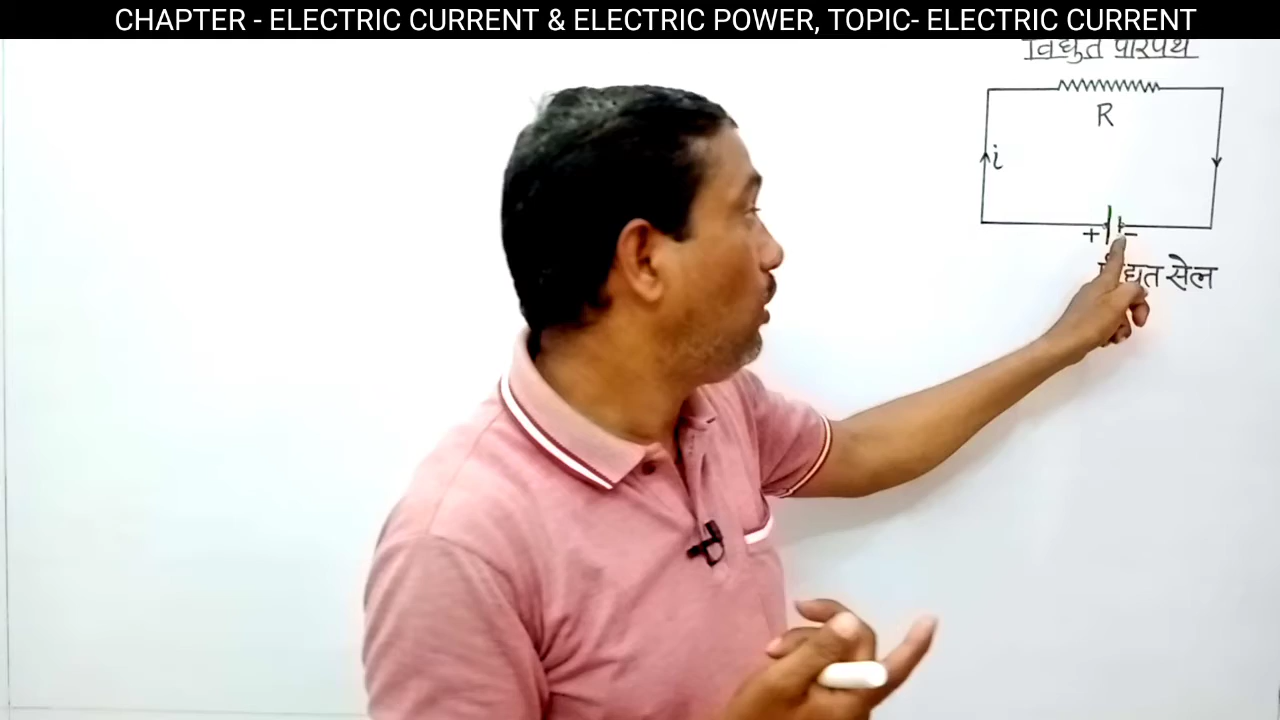 CHAPTER - ELECTRIC CURRENT & ELECTRIC POWER, TOPIC- ELECTRIC CURRENT
विद्युत परिपथ
R
i
+ -
विद्युत सेल